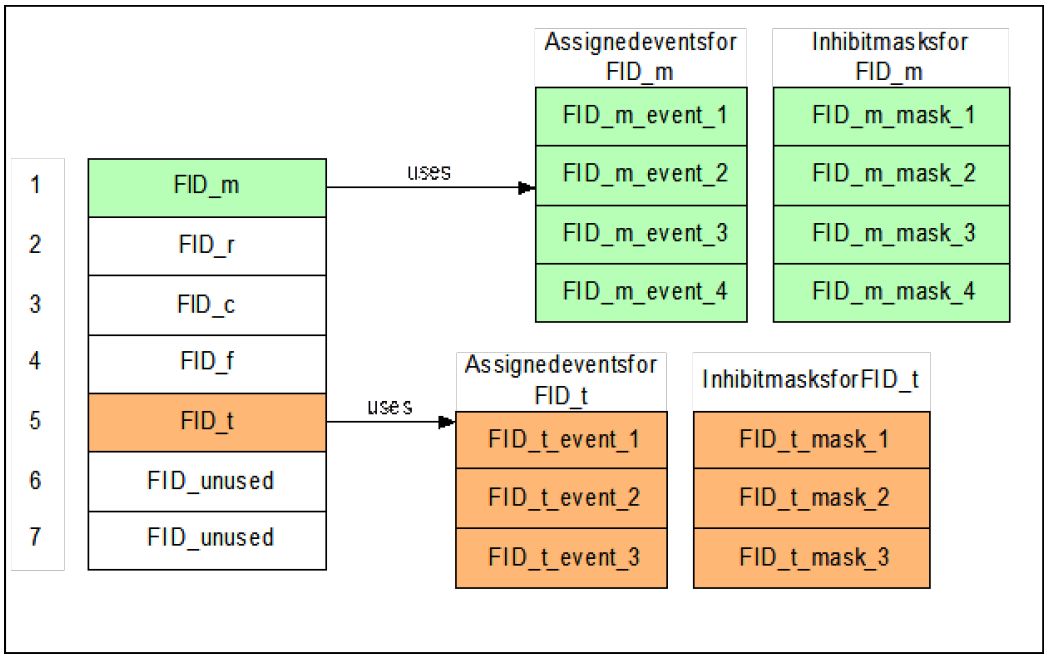 Assignedeventsfor
FID_m
Inhibitmasksfor
FID_m
FID_m_event_1
FID_m_mask_1
FID_m_event_2
FID_m_mask_2
FID_m_event_3
FID_m_mask_3
FID_m_event_4
FID_m_mask_4
1
FID_m
uses
2
FID_r
3
FID_c
4
FID_f
5
FID_t
uses
6
FID_unused
7
FID_unused
Assignedeventsfor
FID_t
InhibitmasksforFID_t
FID_t_event_1
FID_t_mask_1
FID_t_event_2
FID_t_mask_2
FID_t_event_3
FID_t_mask_3